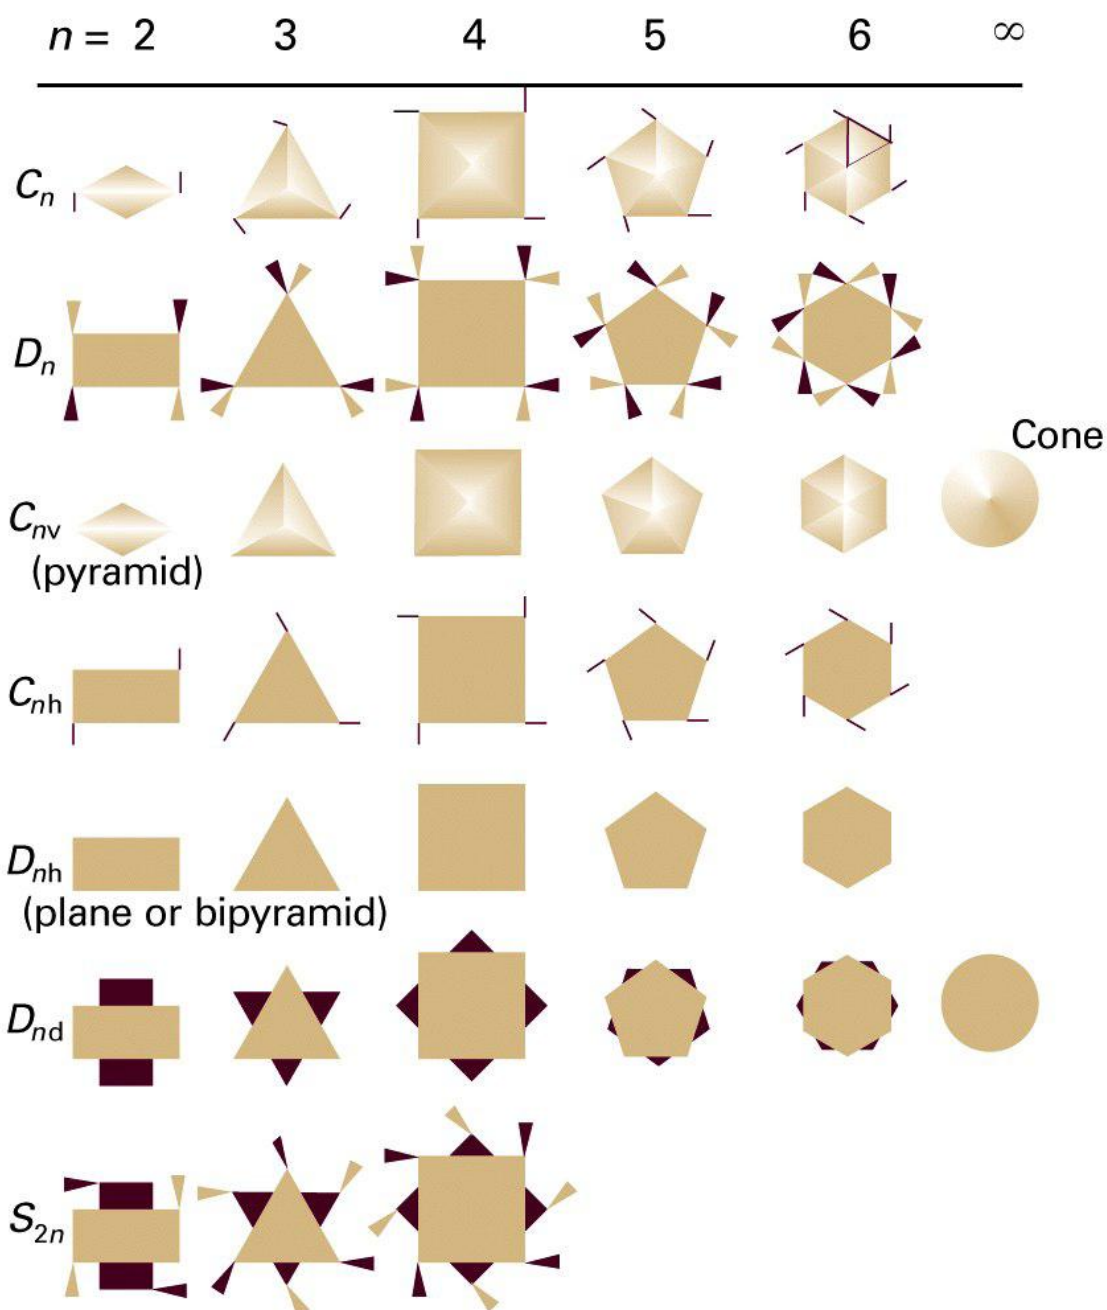 n = 2 3 4 5 6 ∞
Cn
Dn
Cone
Cnv
(pyramid)
Cnh
Dnh
(plane or bipyramid)
Dnd
S2n